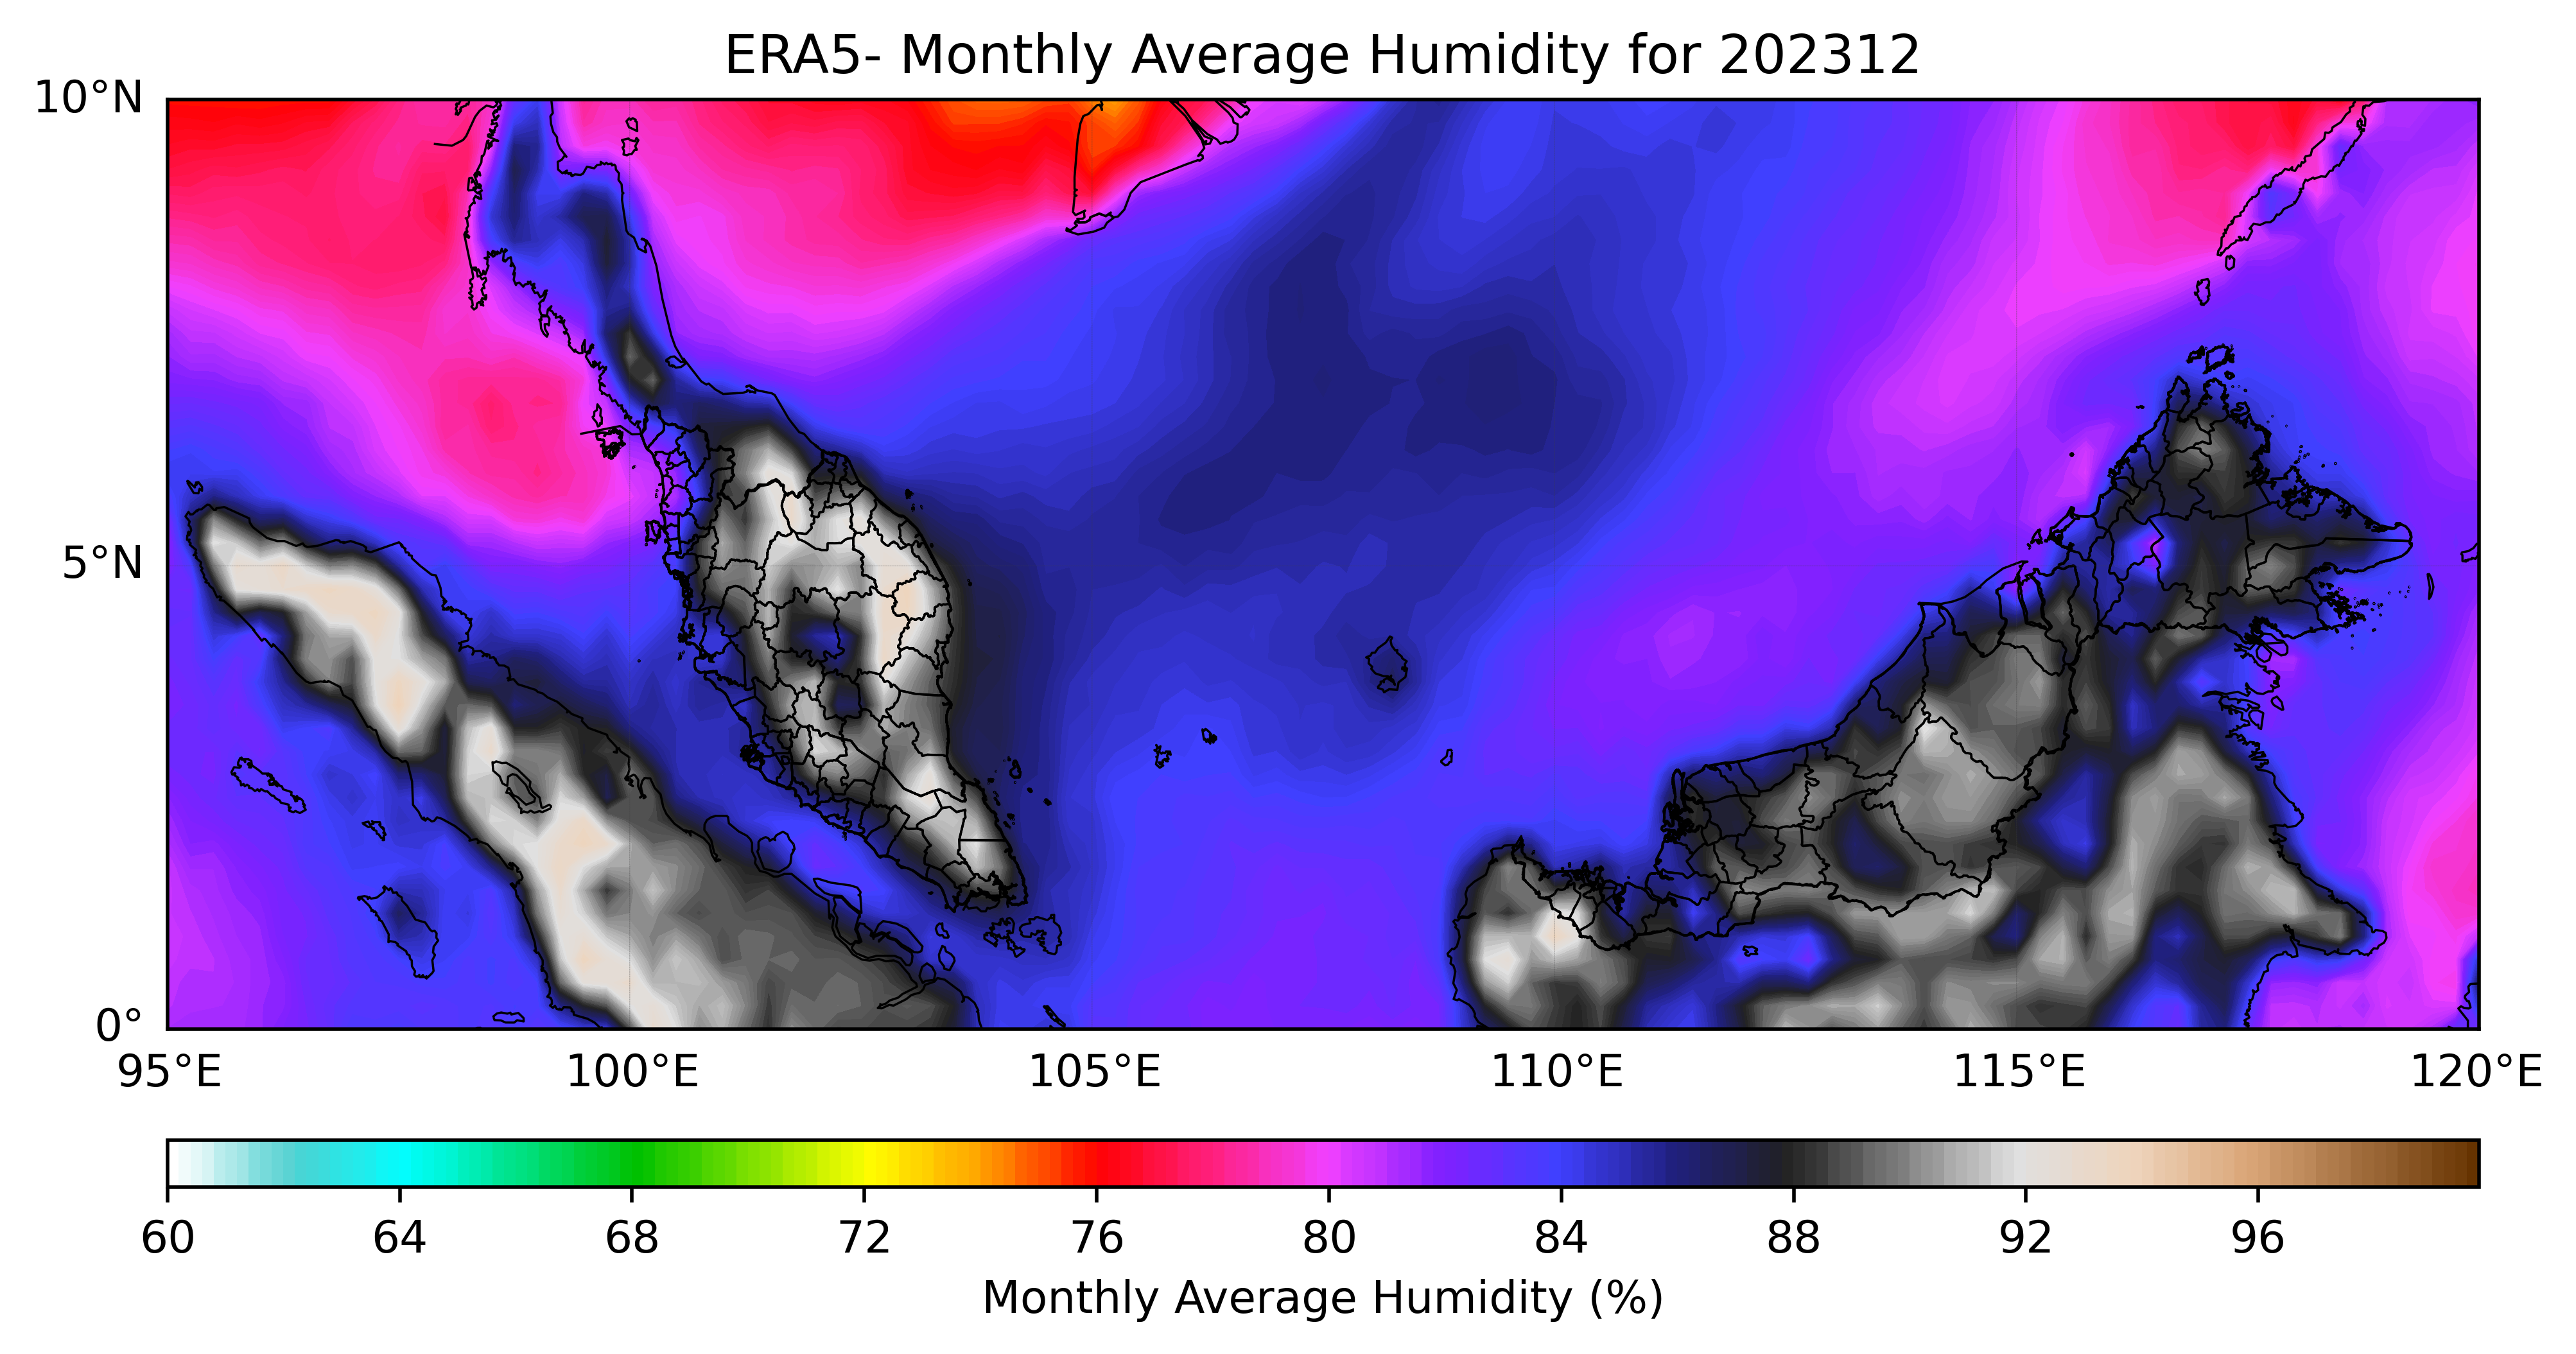 ERA5- Monthly Average Humidity for 202312
10°N
5°N
0°
95°E 100°E 105°E 110°E 115°E 120°E
60 64 68 72 76 80 84 88 92 96
Monthly Average Humidity (%)